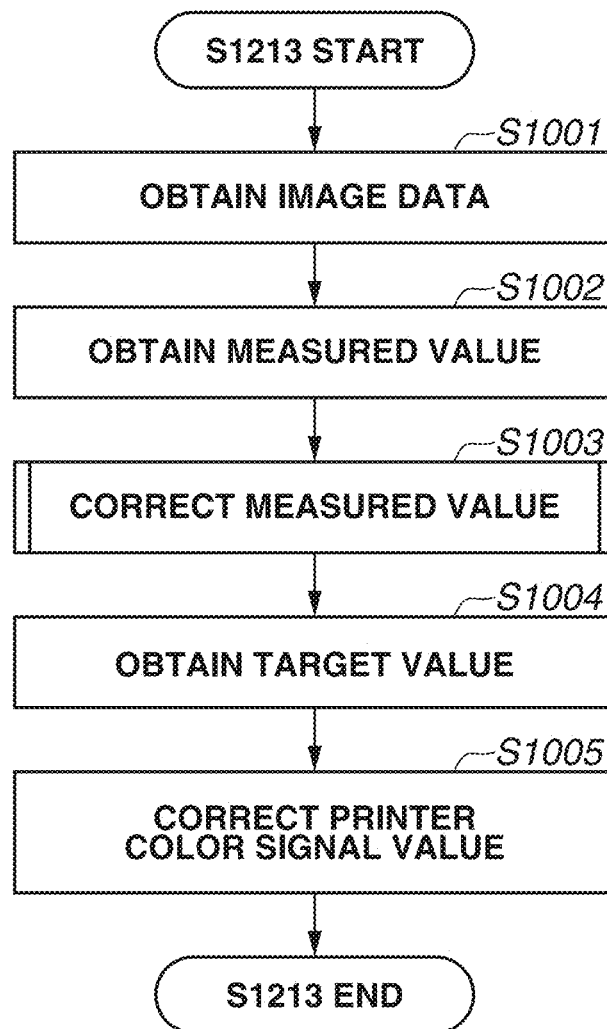 S1213 START
S1001
OBTAIN IMAGE DATA
S1002
OBTAIN MEASURED VALUE
S1003
CORRECT MEASURED VALUE
S1004
OBTAIN TARGET VALUE
S1005
CORRECT PRINTER
COLOR SIGNAL VALUE
S1213 END